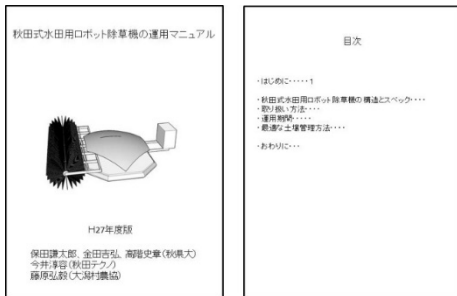 秋田式水田用ロボット除草機の運用マニュアル
H27年度版
保田謙太郎、金田吉弘、高階史章(秋県大)
今井淳容(秋田テクノ)
藤原弘毅(大潟村農協)
目次
・はじめに・・・・・1
・秋田式水田用ロボット除草機の構造とスペック・・・・
・取り扱い方法・・・・
・運用期間・・・・・
・最適な土壌管理方法・・・・
・おわりに・・・